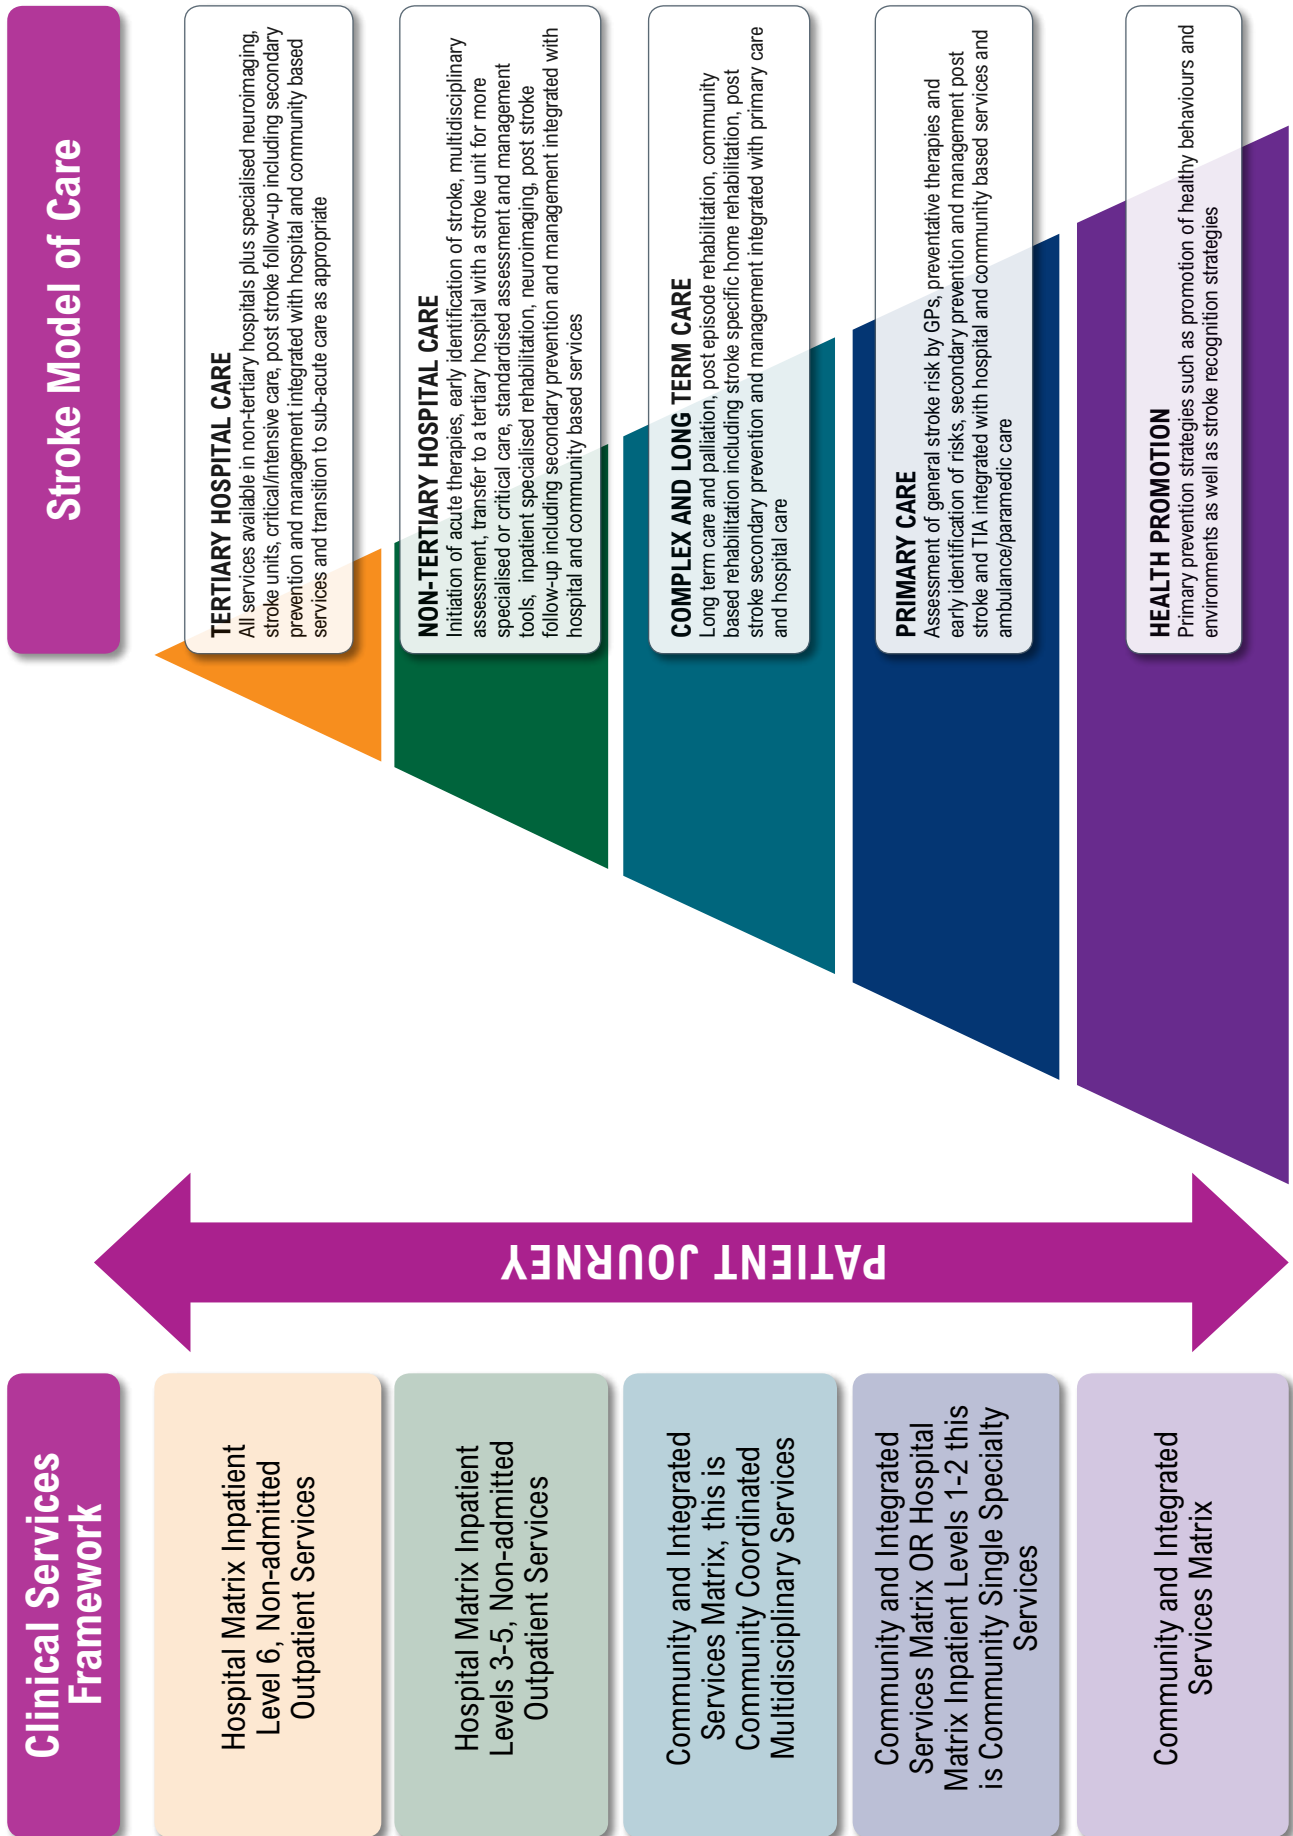 Clinical Services
Framework
Stroke Model of Care
Hospital Matrix Inpatient
Level 6, Non-admitted
Outpatient Services
Hospital Matrix Inpatient
Levels 3-5, Non-admitted
Outpatient Services
Community and Integrated
Services Matrix, this is
Community Coordinated
Multidisciplinary Services
Community and Integrated
Services Matrix OR Hospital
Matrix Inpatient Levels 1-2 this
is Community Single Specialty
Services
Community and Integrated
Services Matrix
PATIENT JOURNEY
TERTIARY HOSPITAL CARE
All services available in non-tertiary hospitals plus specialised neuroimaging,
stroke units, critical/intensive care, post stroke follow-up including secondary
prevention and management integrated with hospital and community based
services and transition to sub-acute care as appropriate
NON-TERTIARY HOSPITAL CARE
Initiation of acute therapies, early identification of stroke, multidisciplinary
assessment, transfer to a tertiary hospital with a stroke unit for more
specialised or critical care, standardised assessment and management
tools, inpatient specialised rehabilitation, neuroimaging, post stroke
follow-up including secondary prevention and management integrated with
hospital and community based services
COMPLEX AND LONG TERM CARE
Long term care and palliation, post episode rehabilitation, community
based rehabilitation including stroke specific home rehabilitation, post
stroke secondary prevention and management integrated with primary care
and hospital care
PRIMARY CARE
Assessment of general stroke risk by GPs, preventative therapies and
early identification of risks, secondary prevention and management post
stroke and TIA integrated with hospital and community based services and
ambulance/paramedic care
HEALTH PROMOTION
Primary prevention strategies such as promotion of healthy behaviours and
environments as well as stroke recognition strategies